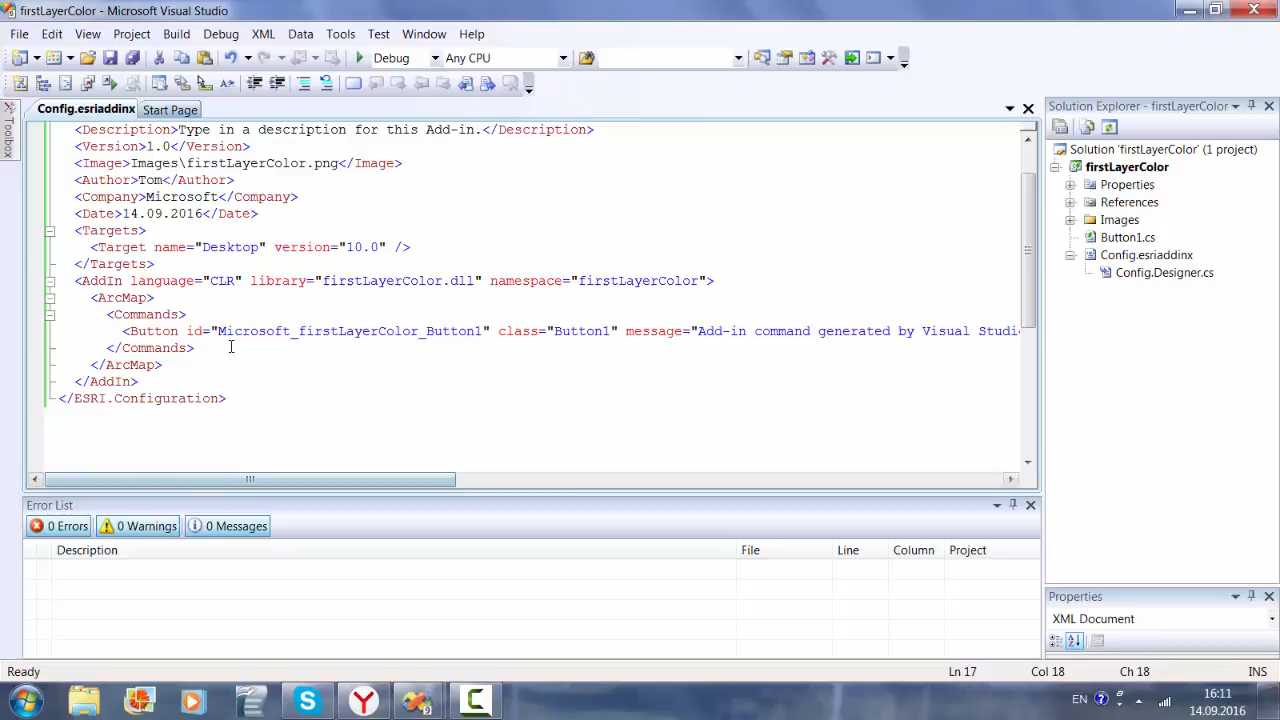 firstLayerColor - Microsoft Visual Studio
File Edit View Project Build Debug XML Data Tools Test Window Help
Debug Any CPU
Config.esriaddinx Start Page
Toolbox
<Description>Type in a description for this Add-in.</Description>
<Version>1.0</Version>
<Image>Images\firstLayerColor.png</Image>
<Author>Tom</Author>
<Company>Microsoft</Company>
<Date>14.09.2016</Date>
<Targets>
<Target name="Desktop" version="10.0" />
</Targets>
<AddIn language="CLR" library="firstLayerColor.dll" namespace="firstLayerColor">
<ArcMap>
<Commands>
<Button id="Microsoft_firstLayerColor_Button1" class="Button1" message="Add-in command generated by Visual Studio
</Commands>
</ArcMap>
</AddIn>
</ESRI.Configuration>
Solution Explorer - firstLayerColor
Solution 'firstLayerColor' (1 project)
firstLayerColor
Properties
References
Images
Button1.cs
Config.esriaddinx
Config.Designer.cs
Error List
0 Errors 0 Warnings 0 Messages
Description File Line Column Project
Properties
XML Document
Ready Ln 17 Col 18 Ch 18 INS
EN 16:11
14.09.2016